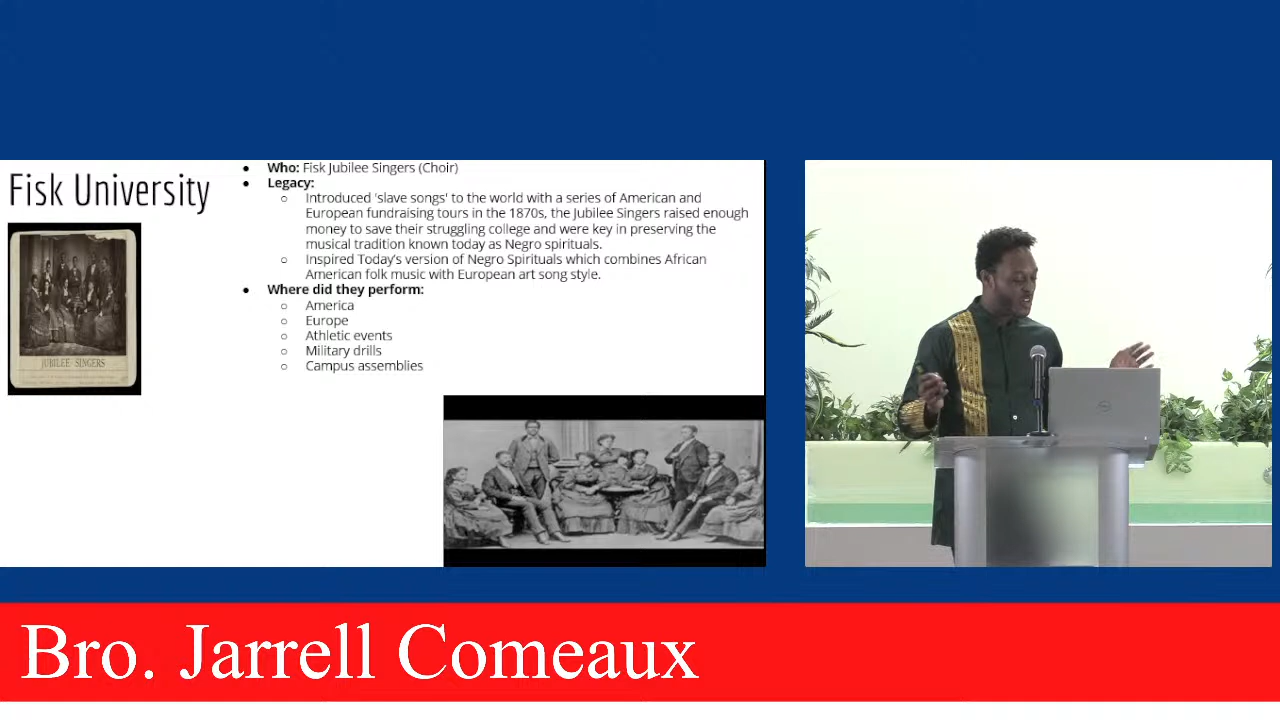 Fisk University
JUBILEE SINGERS
● Who: Fisk Jubilee Singers (Choir)
● Legacy:
○ Introduced 'slave songs' to the world with a series of American and
European fundraising tours in the 1870s, the Jubilee Singers raised enough
money to save their struggling college and were key in preserving the
musical tradition known today as Negro spirituals.
○ Inspired Today's version of Negro Spirituals which combines African
American folk music with European art song style.
● Where did they perform:
○ America
○ Europe
○ Athletic events
○ Military drills
○ Campus assemblies
DELL
Bro. Jarrell Comeaux